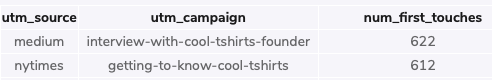 utm_source utm_campaign num_first_touches
medium interview-with-cool-tshirts-founder 622
nytimes getting-to-know-cool-tshirts 612